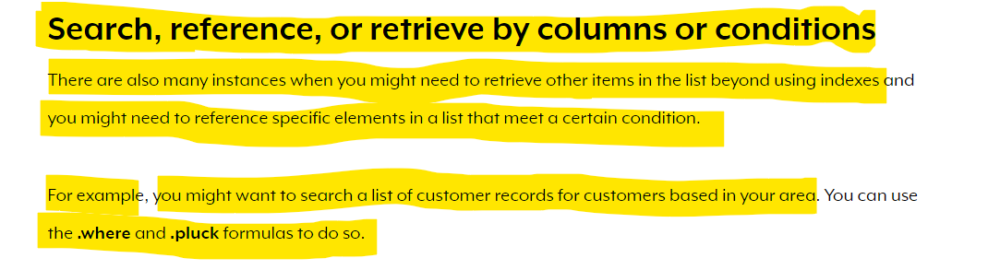 Search, reference, or retrieve by columns or conditions
There are also many instances when you might need to retrieve other items in the list beyond using indexes and
you might need to reference specific elements in a list that meet a certain condition.
For example, you might want to search a list of customer records for customers based in your area. You can use
the .where and .pluck formulas to do so.